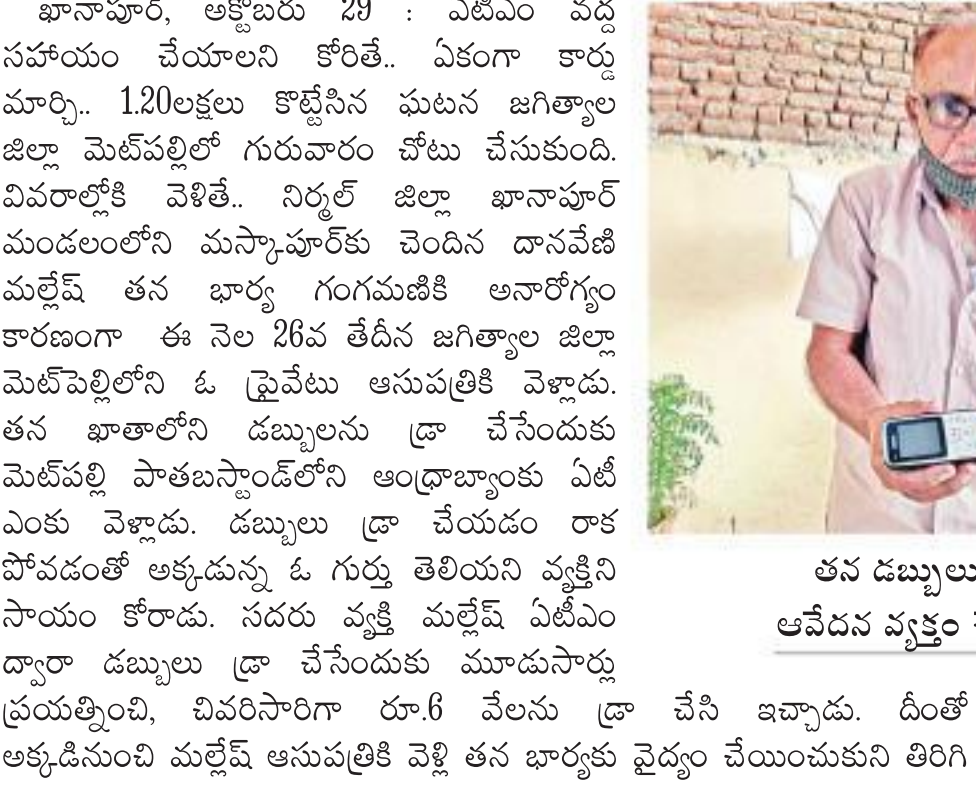 ఖానాపూర్, అక్టోబరు 29 : ఎటిఎం వద్ద
సహాయం చేయాలని కోరితే.. ఏకంగా కార్డు
మార్చి.. 1.20లక్షలు కొట్టేసిన ఘటన జగిత్యాల
జిల్లా మెట్‌పల్లిలో గురువారం చోటు చేసుకుంది.
వివరాల్లోకి వెళితే.. నిర్మల్ జిల్లా ఖానాపూర్
మండలంలోని మస్కాపూర్‌కు చెందిన దానవేణి
మల్లేష్ తన భార్య గంగమణికి అనారోగ్యం
కారణంగా ఈ నెల 26వ తేదీన జగిత్యాల జిల్లా
మెట్‌పెల్లిలోని ఓ ప్రైవేటు ఆసుపత్రికి వెళ్లాడు.
తన ఖాతాలోని డబ్బులను డ్రా చేసేందుకు
మెట్‌పల్లి పాతబస్టాండ్‌లోని ఆంధ్రాబ్యాంకు ఏటీ
ఎంకు వెళ్లాడు. డబ్బులు డ్రా చేయడం రాక
పోవడంతో అక్కడున్న ఓ గుర్తు తెలియని వ్యక్తిని
సాయం కోరాడు. సదరు వ్యక్తి మల్లేష్ ఏటీఎం
ద్వారా డబ్బులు డ్రా చేసేందుకు మూడుసార్లు
ప్రయత్నించి, చివరిసారిగా రూ.6 వేలను డ్రా చేసి ఇచ్చాడు. దీంతో
అక్కడినుంచి మల్లేష్ ఆసుపత్రికి వెళ్లి తన భార్యకు వైద్యం చేయించుకుని తిరిగి
తన డబ్బులు
ఆవేదన వ్యక్తం